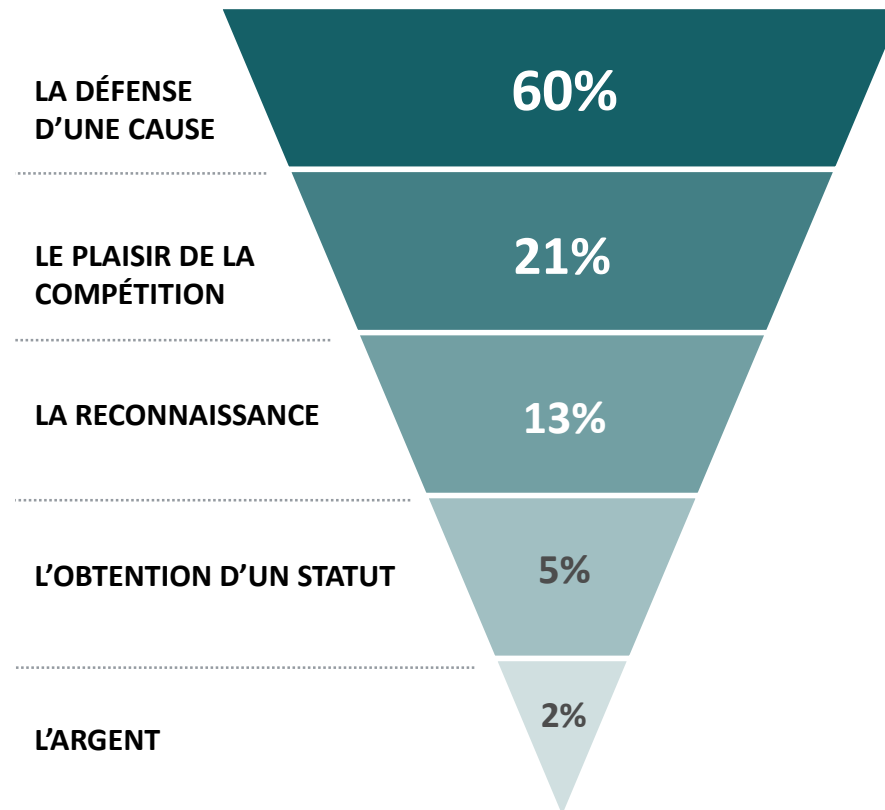 LA DÉFENSE
D’UNE CAUSE
60%
LE PLAISIR DE LA
COMPÉTITION
21%
LA RECONNAISSANCE
13%
L’OBTENTION D’UN STATUT
5%
L’ARGENT
2%